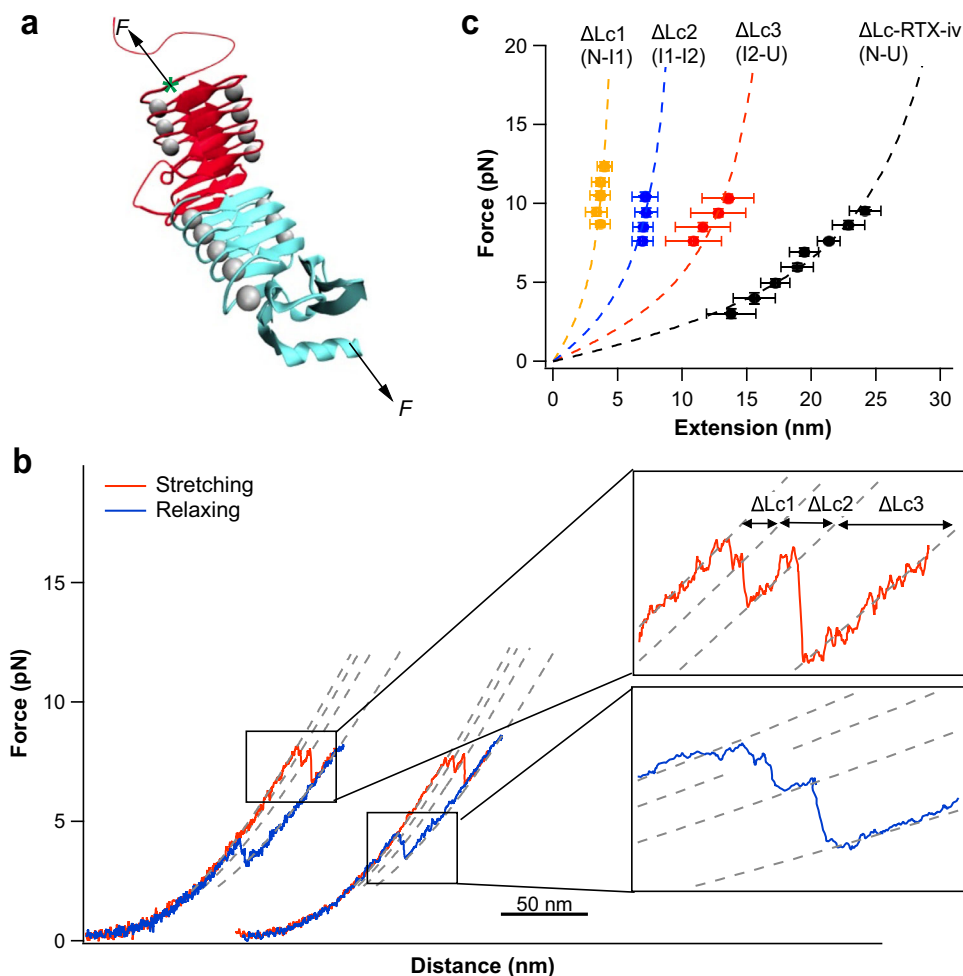 a
F
F
c
ΔLc1 ΔLc2 ΔLc3 ΔLc-RTX-iv
(N-I1) (I1-I2) (I2-U) (N-U)
20
15
10
5
0
Force (pN)
0 5 10 15 20 25 30
Extension (nm)
b
Stretching
Relaxing
15
10
5
0
Force (pN)
50 nm
Distance (nm)
ΔLc1 ΔLc2 ΔLc3